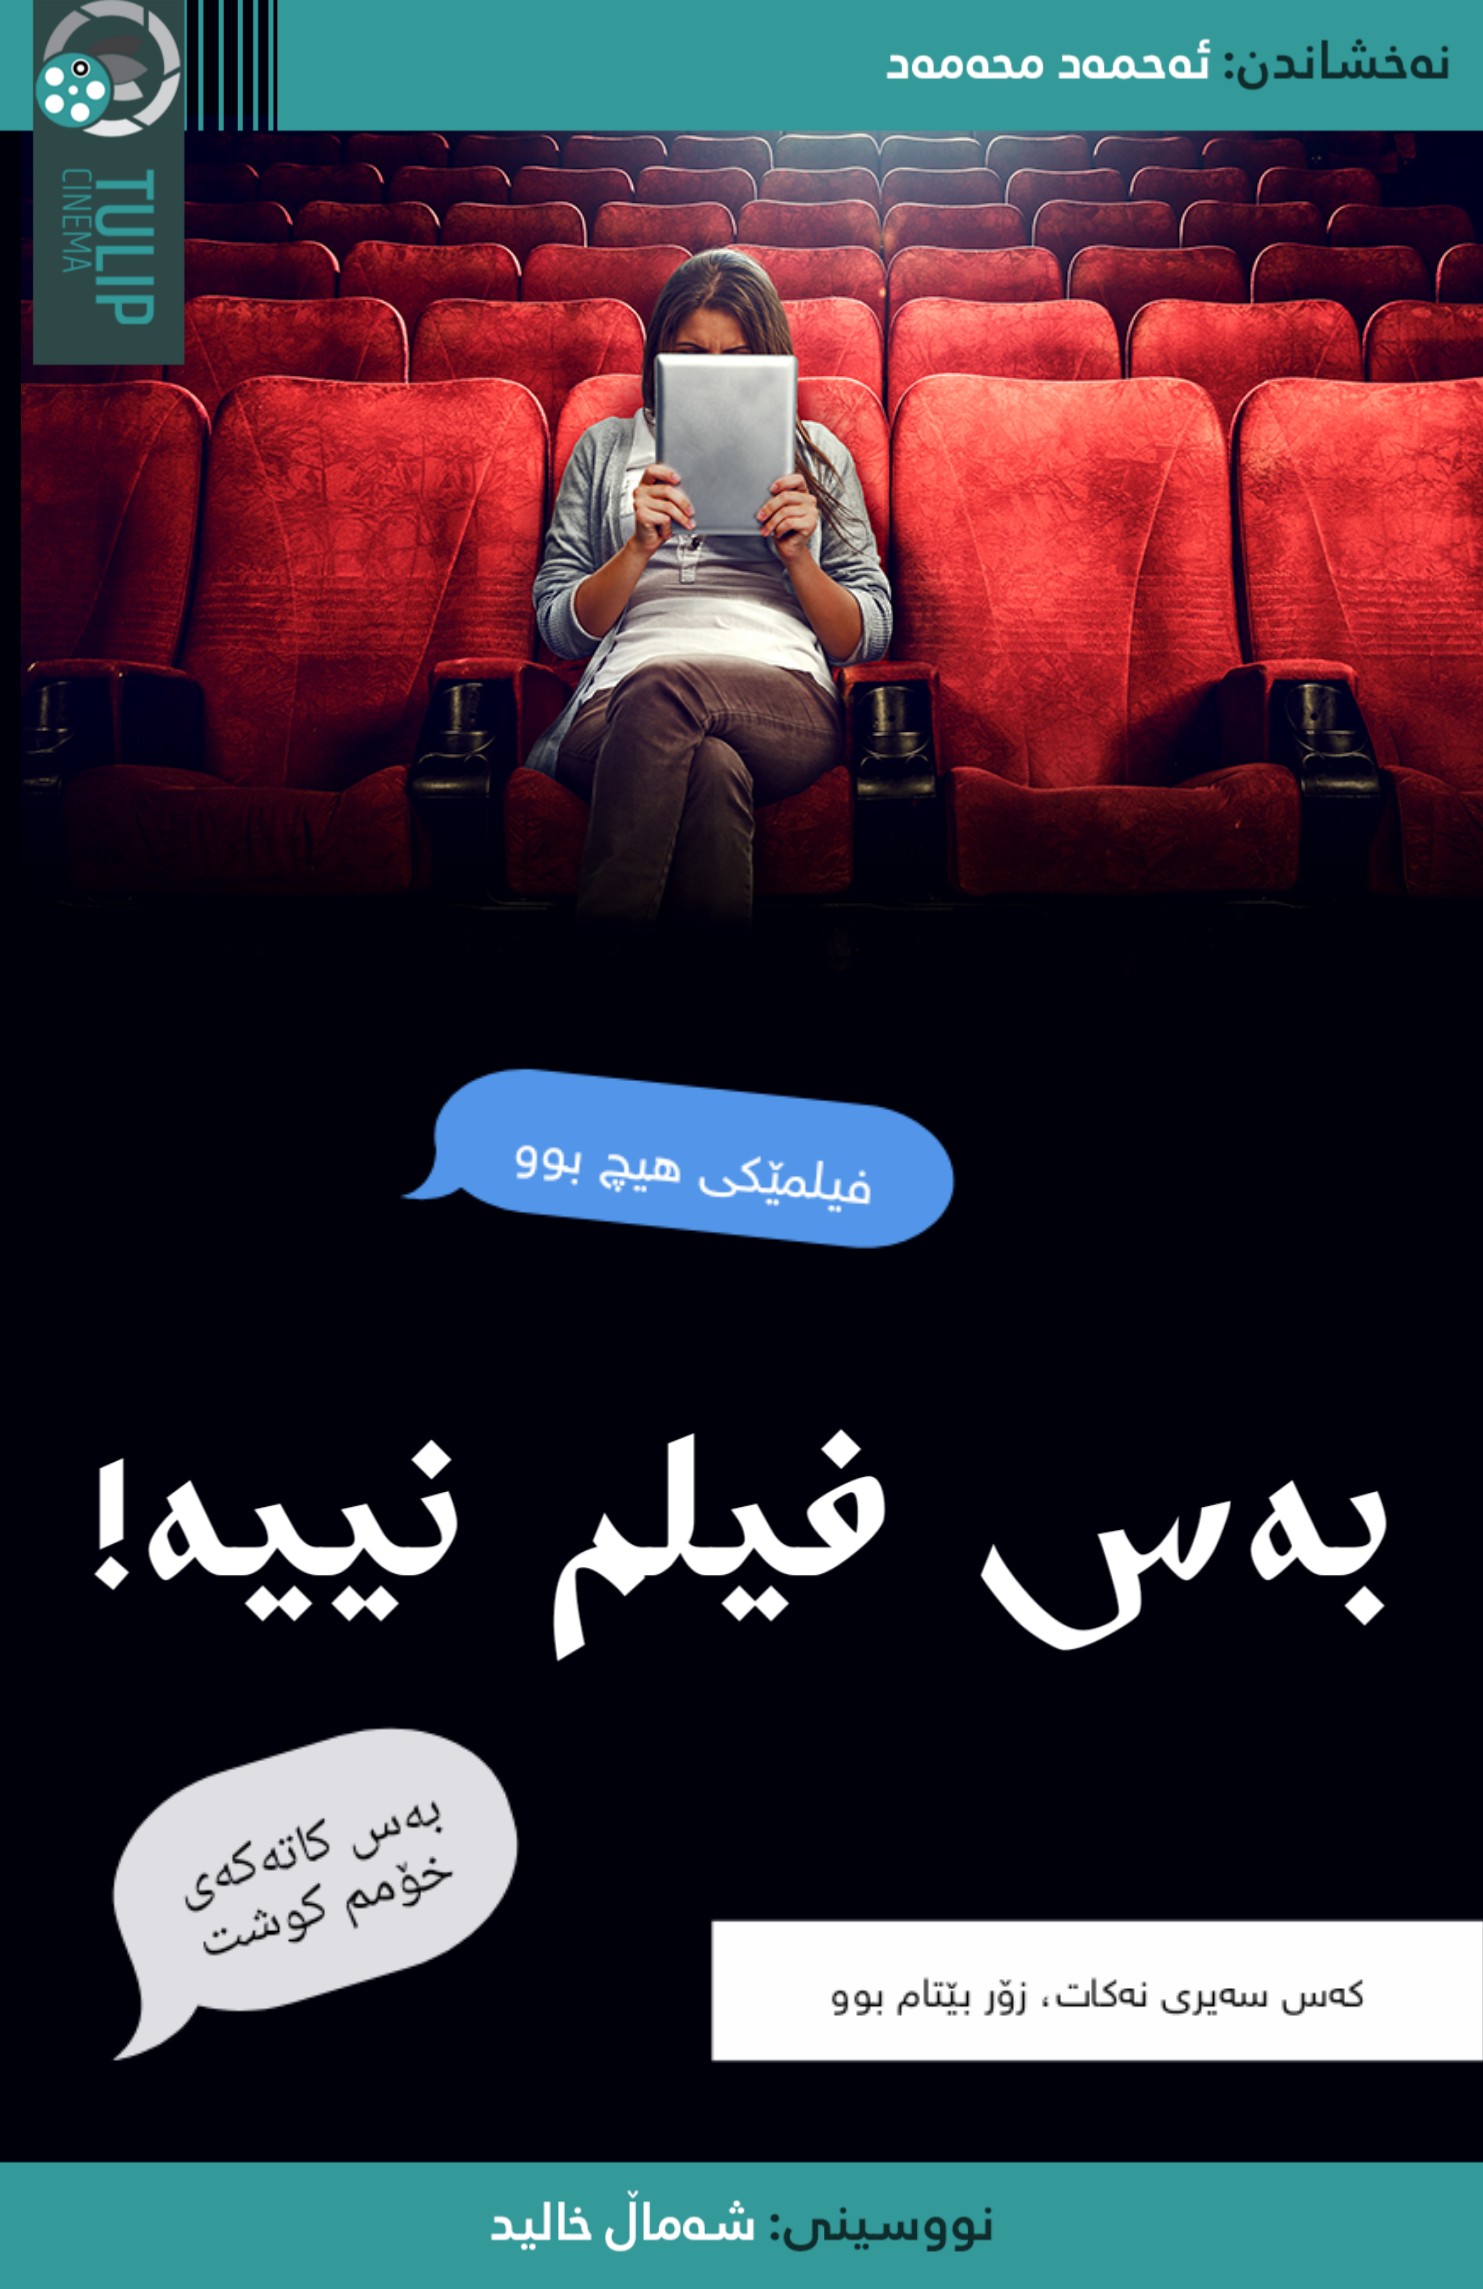 نەخشاندن: ئەحمەد محەمەد
TULIP
CINEMA
فیلمێکی هیچ بوو
بەس فیلم نییە!
بەس کاتەکەی
خۆمم کوشت
کەس سەیری نەکات، زۆر بێتام بوو
نووسینی: شەماڵ خالید